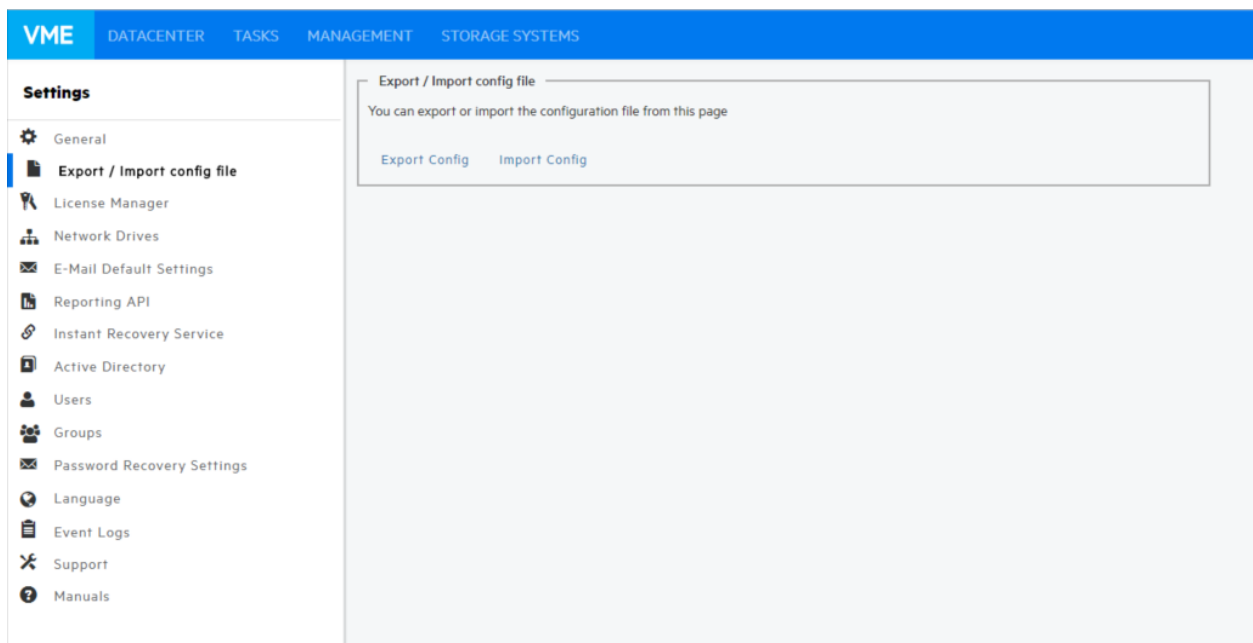 VME DATACENTER TASKS MANAGEMENT STORAGE SYSTEMS
Settings
General
Export / Import config file
License Manager
Network Drives
E-Mail Default Settings
Reporting API
Instant Recovery Service
Active Directory
Users
Groups
Password Recovery Settings
Language
Event Logs
Support
Manuals
Export / Import config file
You can export or import the configuration file from this page
Export Config Import Config